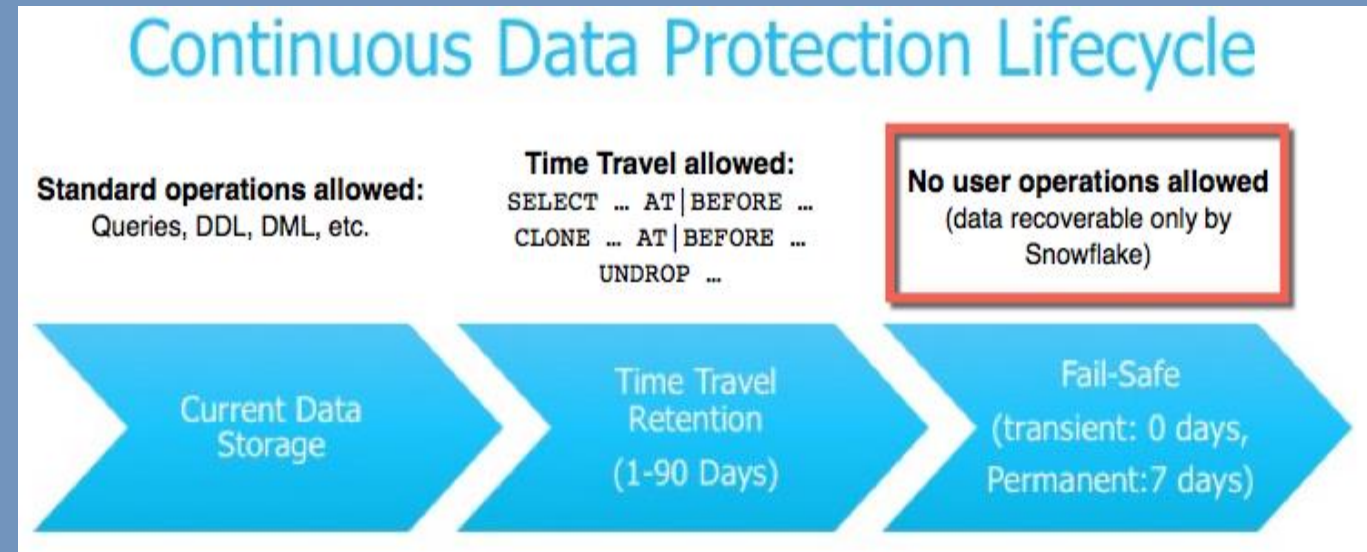 Continuous Data Protection Lifecycle
Standard operations allowed:
Queries, DDL, DML, etc.
Time Travel allowed:
SELECT … AT|BEFORE …
CLONE … AT|BEFORE …
UNDROP …
No user operations allowed
(data recoverable only by
Snowflake)
Current Data
Storage
Time Travel
Retention
(1-90 Days)
Fail-Safe
(transient: 0 days,
Permanent:7 days)